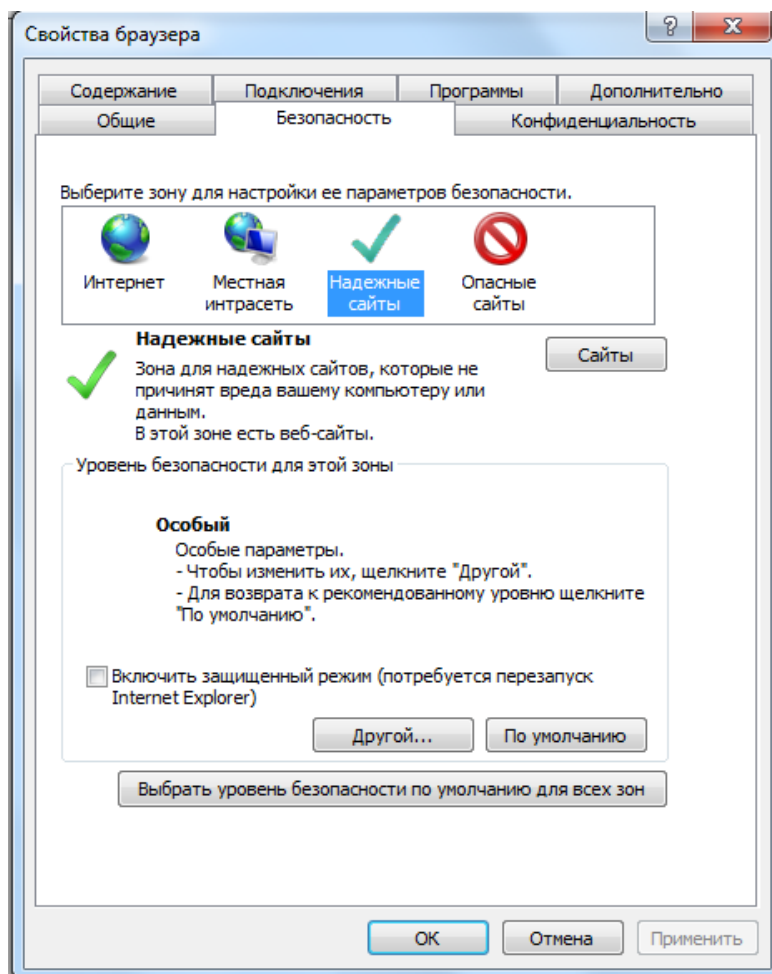 Свойства браузера
Содержание Подключения Программы Дополнительно
Общие Безопасность Конфиденциальность
Выберите зону для настройки ее параметров безопасности.
Интернет Местная интрасеть Надежные сайты Опасные сайты
Надежные сайты
Сайты
Зона для надежных сайтов, которые не
причинят вреда вашему компьютеру или
данным.
В этой зоне есть веб-сайты.
Уровень безопасности для этой зоны
Особый
Особые параметры.
- Чтобы изменить их, щелкните "Другой".
- Для возврата к рекомендованному уровню щелкните
"По умолчанию".
Включить защищенный режим (потребуется перезапуск
Internet Explorer)
Другой... По умолчанию
Выбрать уровень безопасности по умолчанию для всех зон
ОК Отмена Применить